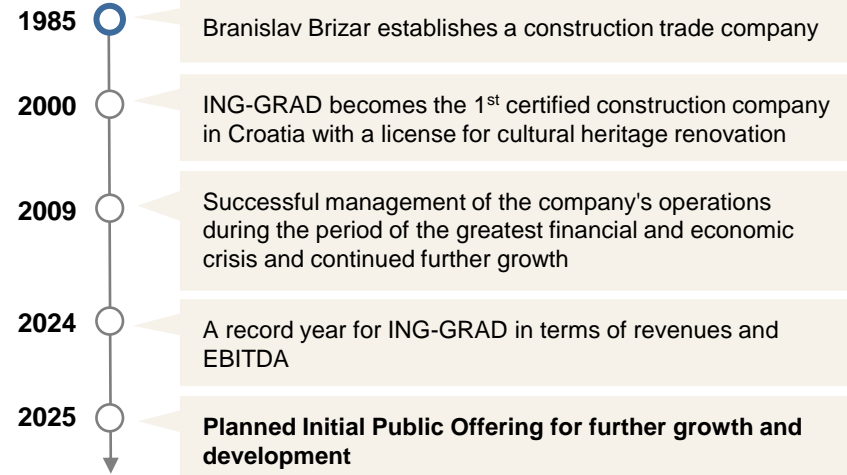 1985
Branislav Brizar establishes a construction trade company
2000
ING-GRAD becomes the 1st certified construction company
in Croatia with a license for cultural heritage renovation
2009
Successful management of the company's operations
during the period of the greatest financial and economic
crisis and continued further growth
2024
A record year for ING-GRAD in terms of revenues and
EBITDA
2025
Planned Initial Public Offering for further growth and
development